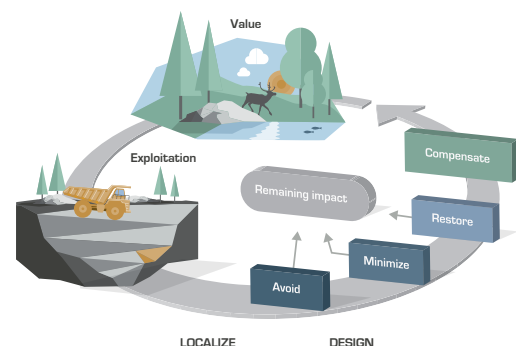 Value
Exploitation
Compensate
Remaining impact
Restore
Minimize
Avoid
LOCALIZE
DESIGN